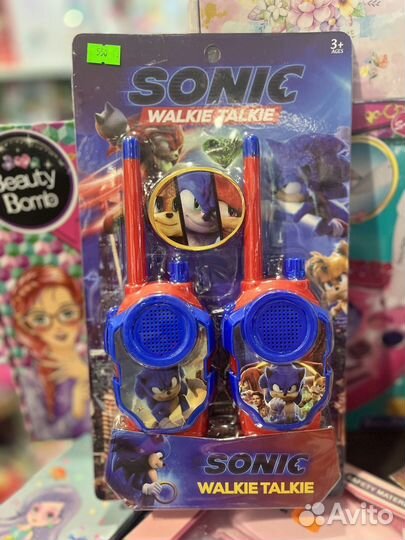 3+
AGES
SONIC
WALKIE TALKIE
Beauty
Bomb
SONIC
WALKIE TALKIE
Avito